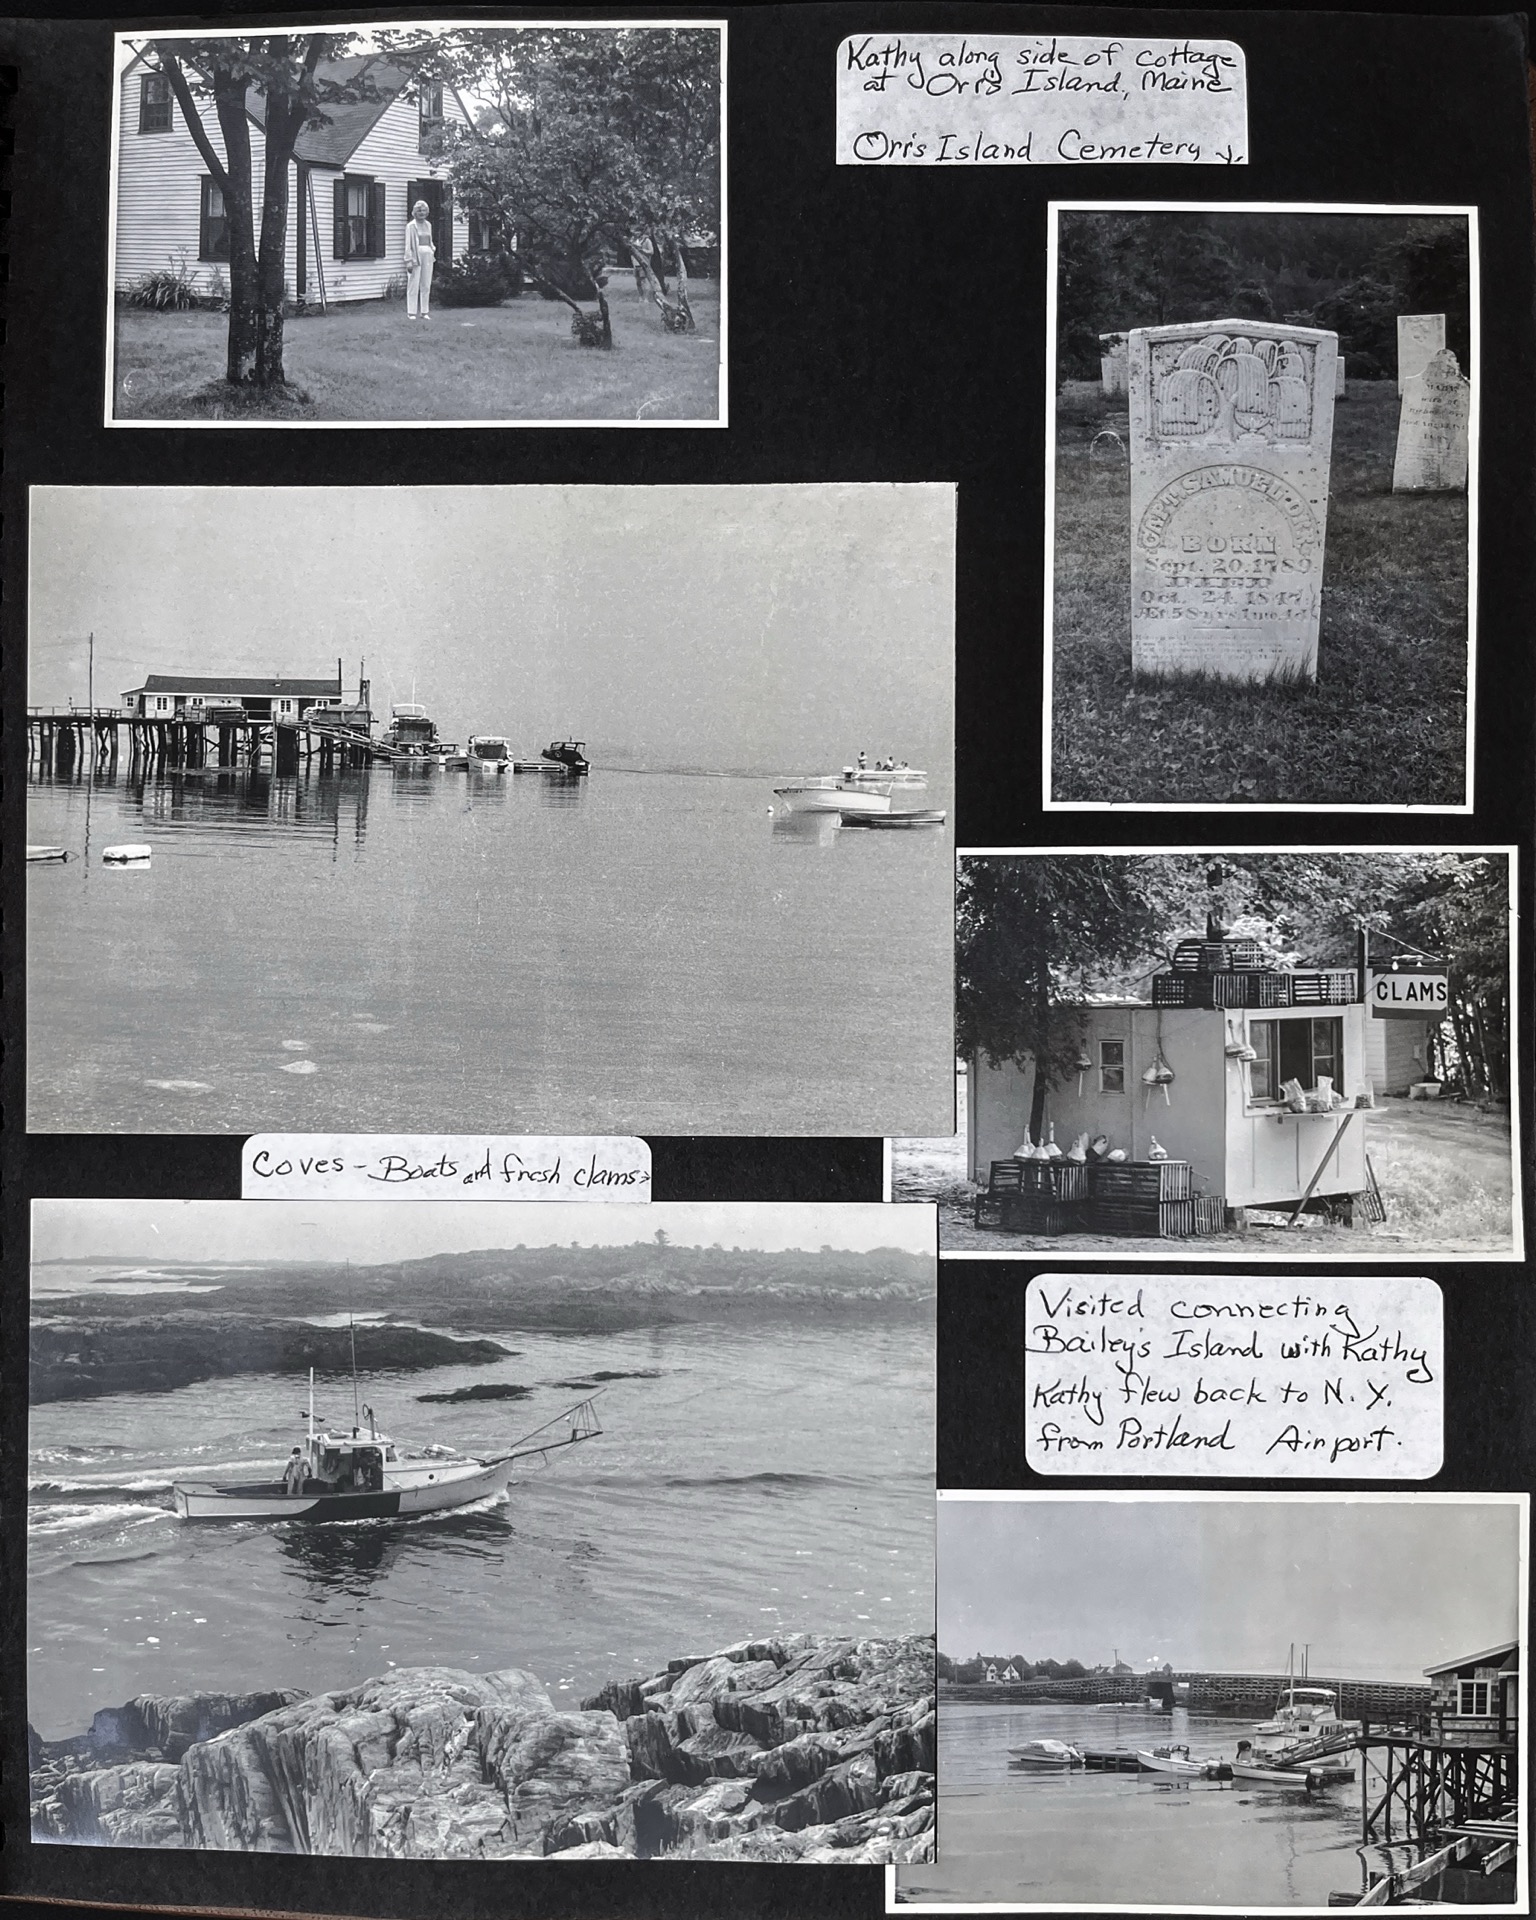 Kathy along side of cottage
at Orr's Island, Maine
Orr's Island Cemetery
CAPT. SAMUEL ORR
BORN
Sept. 20. 1789.
DIED
Oct. 24. 1847.
Æt. 58 yrs 1 mo. 4 d's
wife of
CLAMS
Coves - Boats and fresh clams
Visited connecting
Bailey's Island with Kathy
Kathy flew back to N.Y.
from Portland Airport.